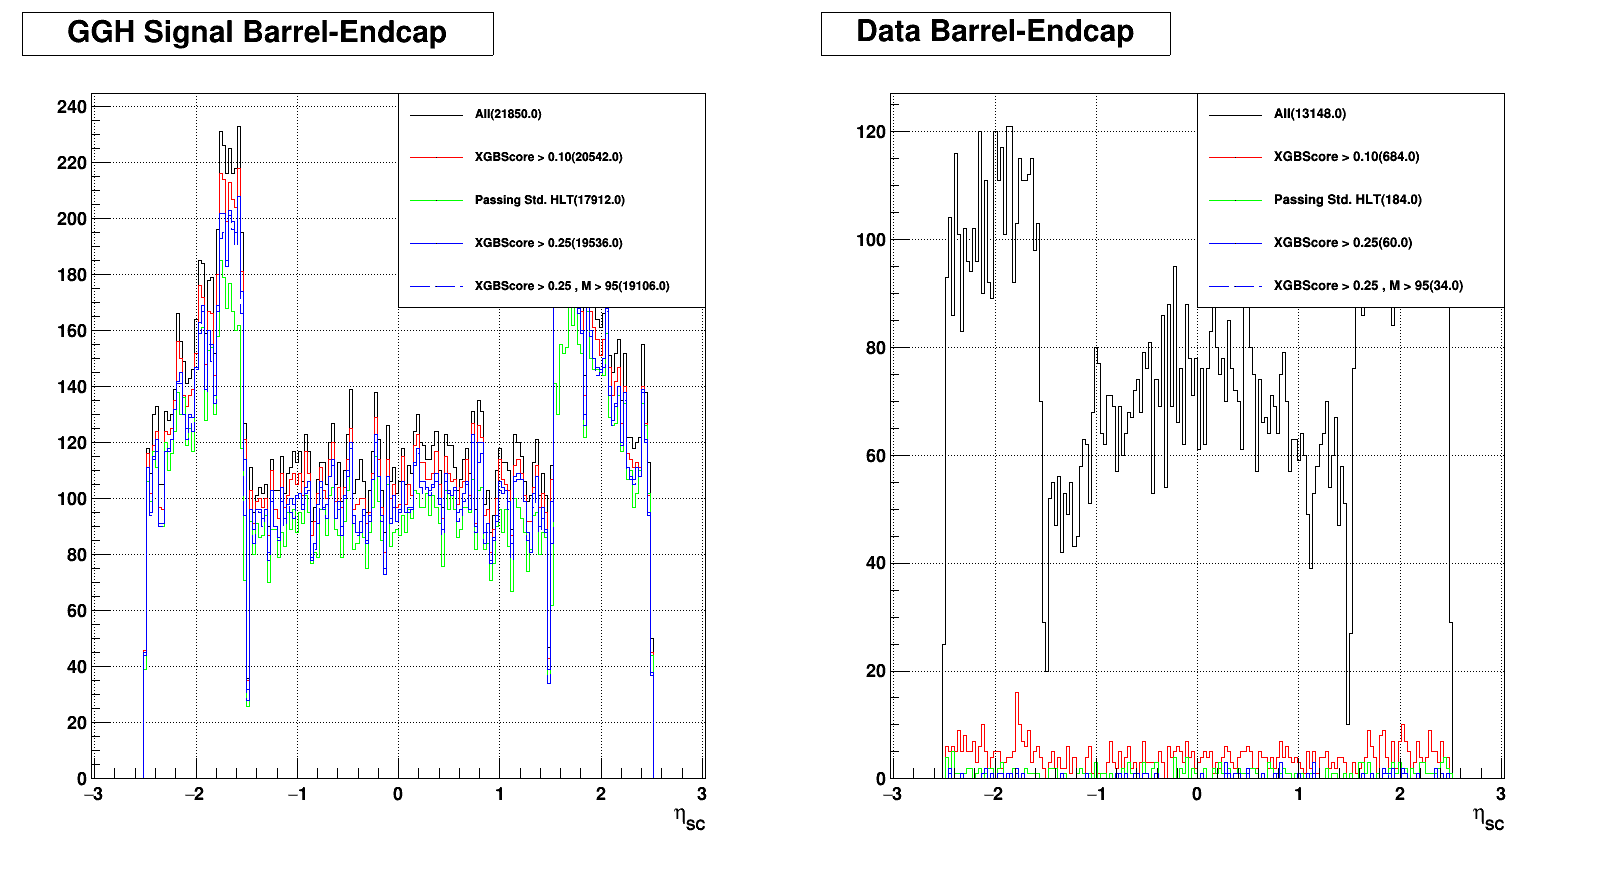 GGH Signal Barrel-Endcap
240
220
200
180
160
140
120
100
80
60
40
20
0
−3
−2
−1
0
1
2
3
ηSC
All(21850.0)
XGBScore > 0.10(20542.0)
Passing Std. HLT(17912.0)
XGBScore > 0.25(19536.0)
XGBScore > 0.25 , M > 95(19106.0)
Data Barrel-Endcap
120
100
80
60
40
20
0
−3
−2
−1
0
1
2
3
ηSC
All(13148.0)
XGBScore > 0.10(684.0)
Passing Std. HLT(184.0)
XGBScore > 0.25(60.0)
XGBScore > 0.25 , M > 95(34.0)